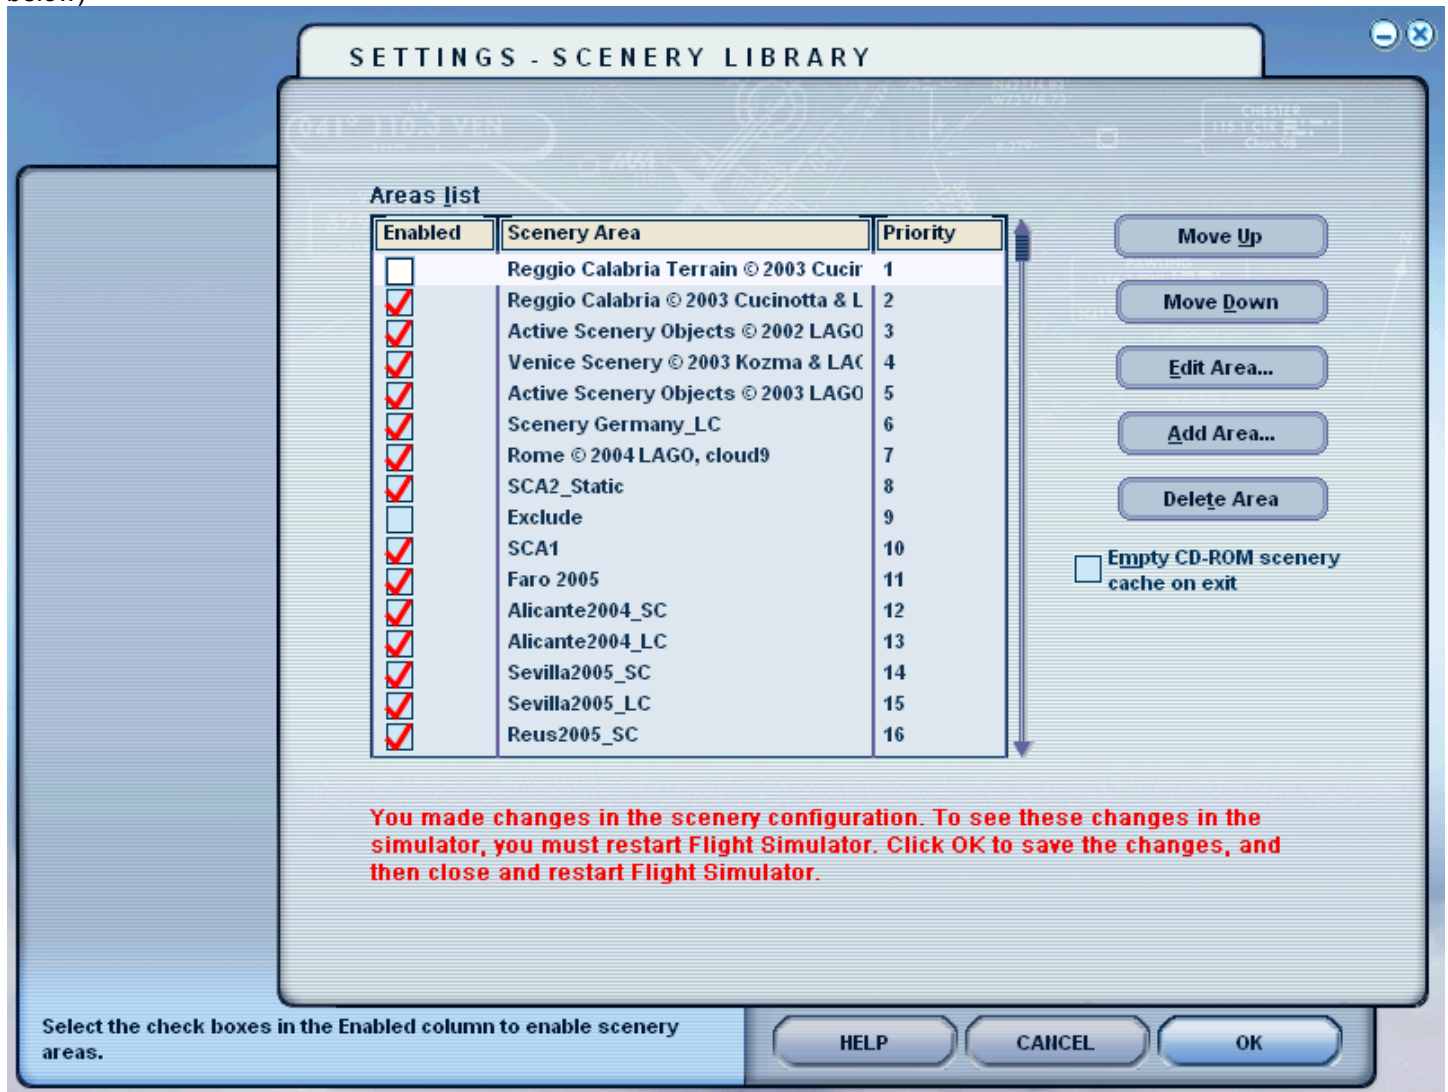 SETTINGS - SCENERY LIBRARY
Areas list
Enabled Scenery Area Priority
Reggio Calabria Terrain © 2003 Cucir 1
Reggio Calabria © 2003 Cucinotta & L 2
Active Scenery Objects © 2002 LAGO 3
Venice Scenery © 2003 Kozma & LA 4
Active Scenery Objects © 2003 LAGO 5
Scenery Germany_LC 6
Rome © 2004 LAGO, cloud9 7
SCA2_Static 8
Exclude 9
SCA1 10
Faro 2005 11
Alicante2004_SC 12
Alicante2004_LC 13
Sevilla2005_SC 14
Sevilla2005_LC 15
Reus2005_SC 16
Move Up
Move Down
Edit Area...
Add Area...
Delete Area
Empty CD-ROM scenery
cache on exit
You made changes in the scenery configuration. To see these changes in the
simulator, you must restart Flight Simulator. Click OK to save the changes, and
then close and restart Flight Simulator.
Select the check boxes in the Enabled column to enable scenery
areas.
HELP CANCEL OK